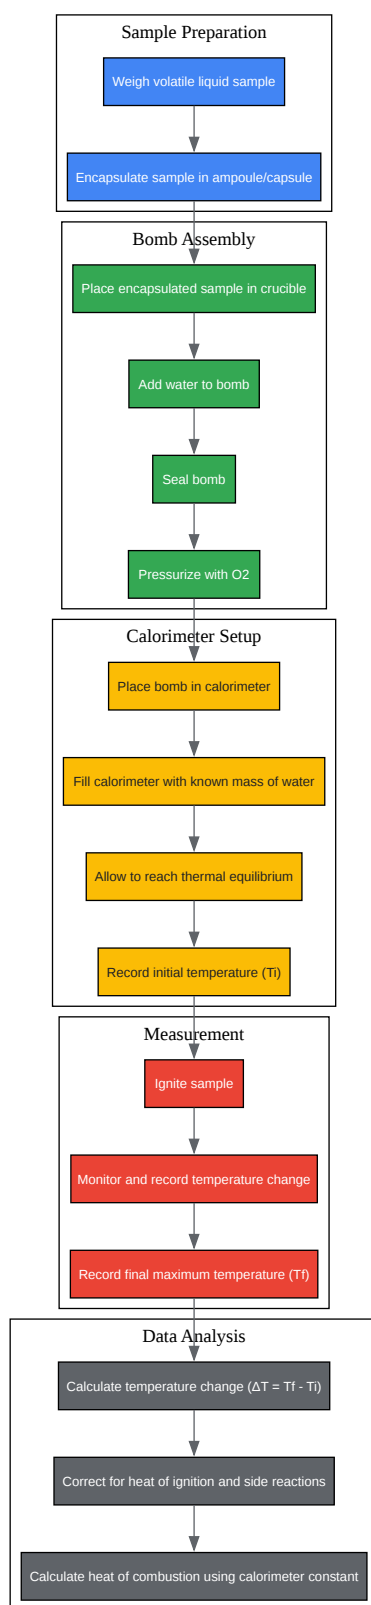 Sample Preparation
Weigh volatile liquid sample
Encapsulate sample in ampoule/capsule
Bomb Assembly
Place encapsulated sample in crucible
Add water to bomb
Seal bomb
Pressurize with O2
Calorimeter Setup
Place bomb in calorimeter
Fill calorimeter with known mass of water
Allow to reach thermal equilibrium
Record initial temperature (Ti)
Measurement
Ignite sample
Monitor and record temperature change
Record final maximum temperature (Tf)
Data Analysis
Calculate temperature change (ΔT = Tf - Ti)
Correct for heat of ignition and side reactions
Calculate heat of combustion using calorimeter constant